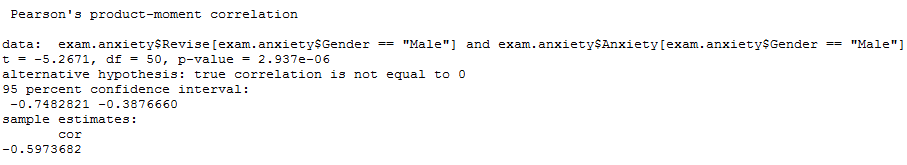 Pearson's product-moment correlation
data:  exam.anxiety$Revise[exam.anxiety$Gender == "Male"] and exam.anxiety$Anxiety[exam.anxiety$Gender == "Male"]
t = -5.2671, df = 50, p-value = 2.937e-06
alternative hypothesis: true correlation is not equal to 0
95 percent confidence interval:
 -0.7482821 -0.3876660
sample estimates:
       cor
-0.5973682